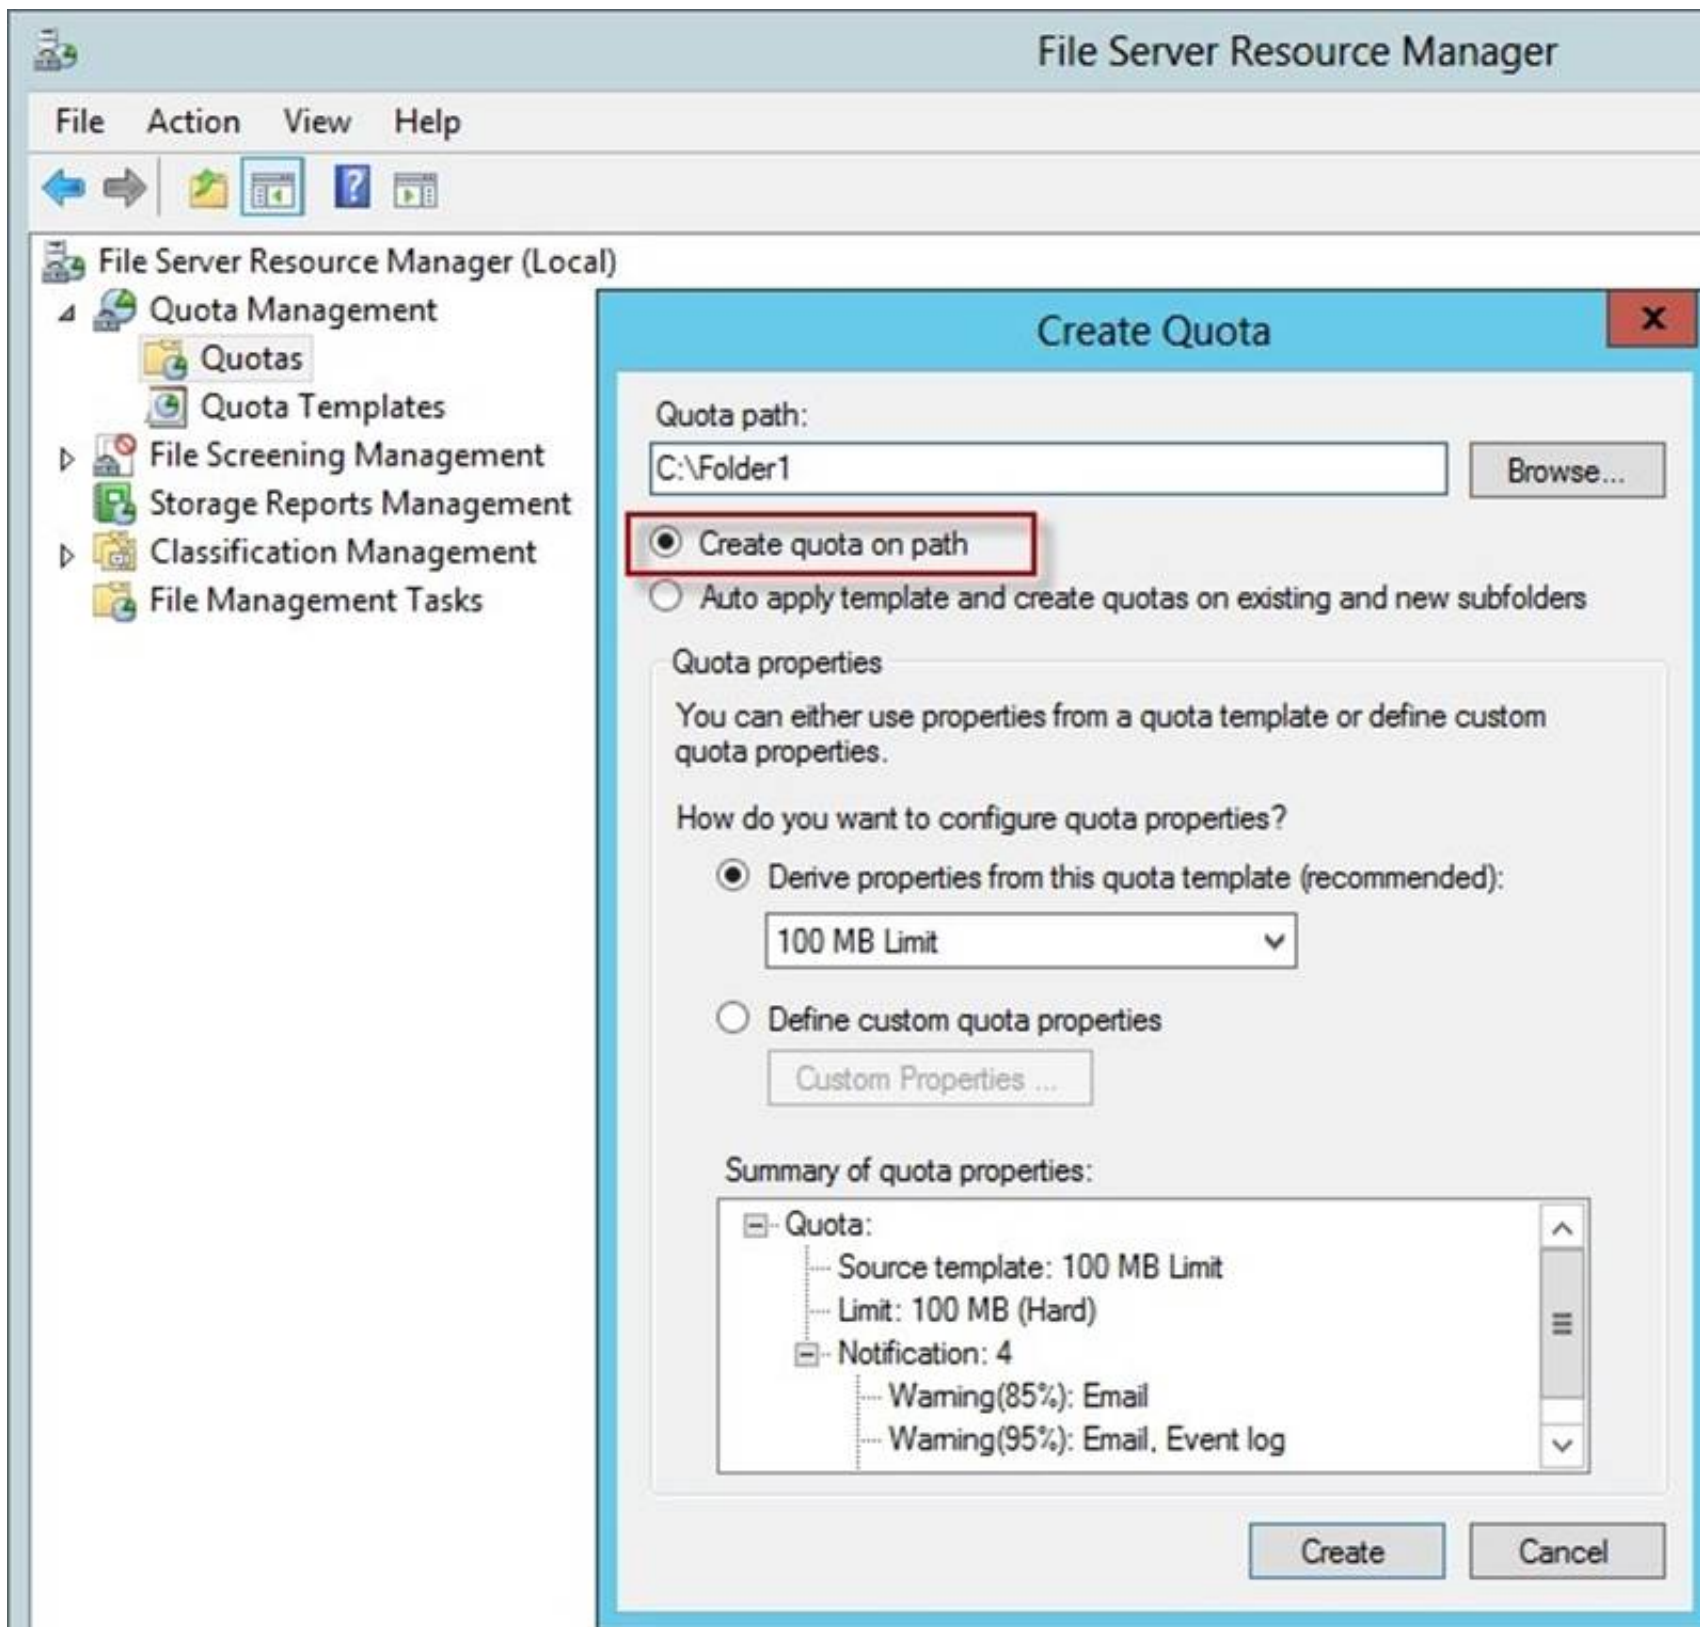 File Server Resource Manager
File Action View Help
?
File Server Resource Manager (Local)
Quota Management
Quotas
Quota Templates
File Screening Management
Storage Reports Management
Classification Management
File Management Tasks
Create Quota
x
Quota path:
C:\Folder1
Browse...
Create quota on path
Auto apply template and create quotas on existing and new subfolders
Quota properties
You can either use properties from a quota template or define custom
quota properties.
How do you want to configure quota properties?
Derive properties from this quota template (recommended):
100 MB Limit
Define custom quota properties
Custom Properties ...
Summary of quota properties:
Quota:
Source template: 100 MB Limit
Limit: 100 MB (Hard)
Notification: 4
Warning(85%): Email
Warning(95%): Email, Event log
Create Cancel